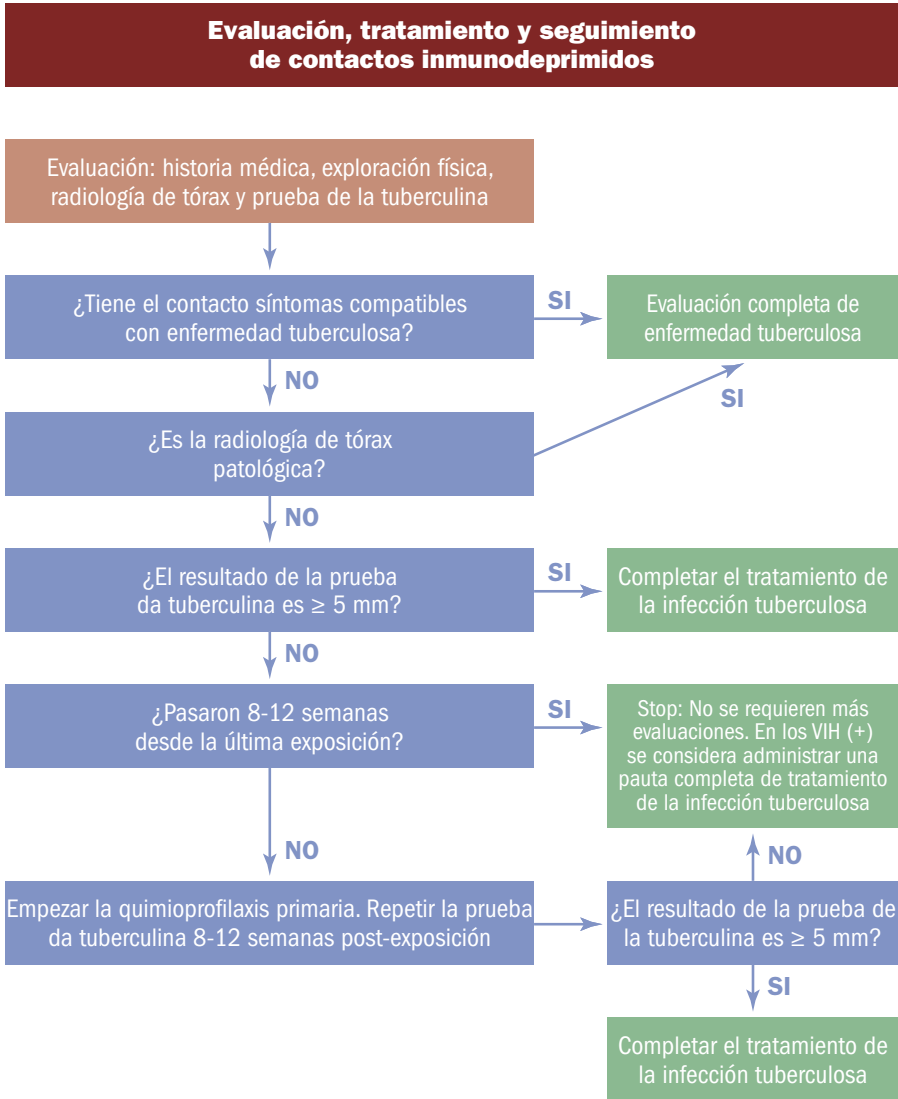 Evaluación, tratamiento y seguimiento
de contactos inmunodeprimidos
Evaluación: historia médica, exploración física,
radiología de tórax y prueba de la tuberculina
¿Tiene el contacto síntomas compatibles
con enfermedad tuberculosa?
SI
Evaluación completa de
enfermedad tuberculosa
NO
SI
¿Es la radiología de tórax
patológica?
NO
¿El resultado de la prueba
da tuberculina es ≥ 5 mm?
SI
Completar el tratamiento de
la infección tuberculosa
NO
¿Pasaron 8-12 semanas
desde la última exposición?
SI
Stop: No se requieren más
evaluaciones. En los VIH (+)
se considera administrar una
pauta completa de tratamiento
de la infección tuberculosa
NO
NO
Empezar la quimioprofilaxis primaria. Repetir la prueba
da tuberculina 8-12 semanas post-exposición
¿El resultado de la prueba de
la tuberculina es ≥ 5 mm?
SI
Completar el tratamiento de
la infección tuberculosa